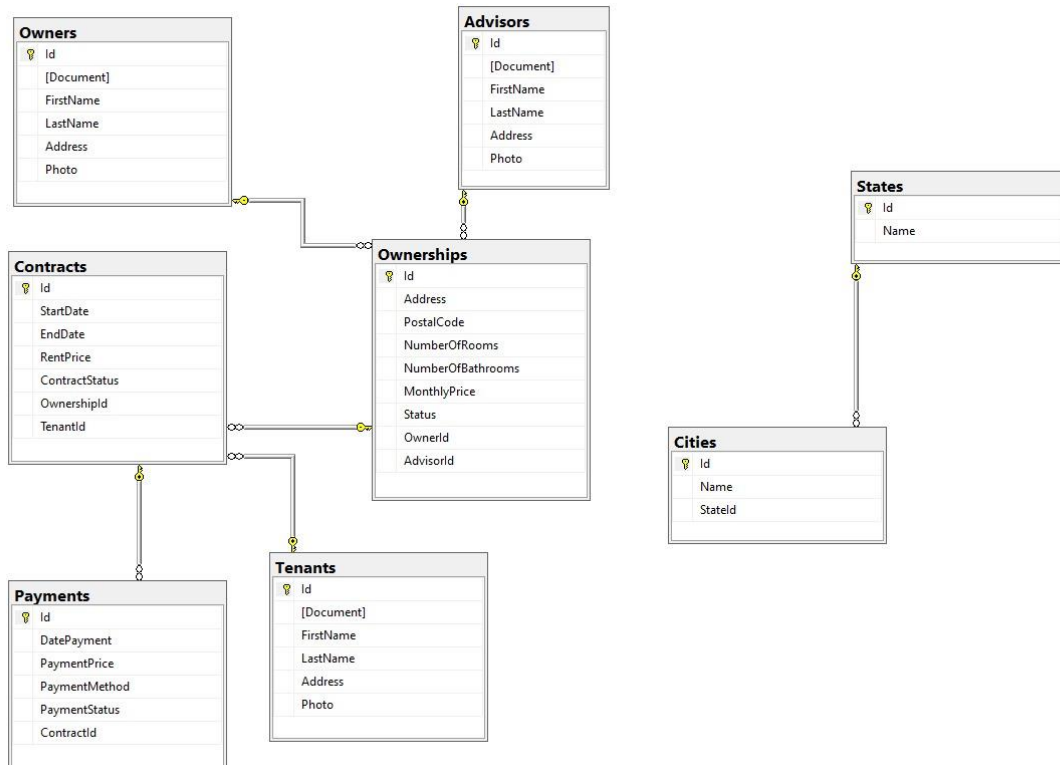 Owners
Id
[Document]
FirstName
LastName
Address
Photo
Advisors
Id
[Document]
FirstName
LastName
Address
Photo
States
Id
Name
Contracts
Id
StartDate
EndDate
RentPrice
ContractStatus
OwnershipId
TenantId
Ownerships
Id
Address
PostalCode
NumberOfRooms
NumberOfBathrooms
MonthlyPrice
Status
OwnerId
AdvisorId
Cities
Id
Name
StateId
Payments
Id
DatePayment
PaymentPrice
PaymentMethod
PaymentStatus
ContractId
Tenants
Id
[Document]
FirstName
LastName
Address
Photo